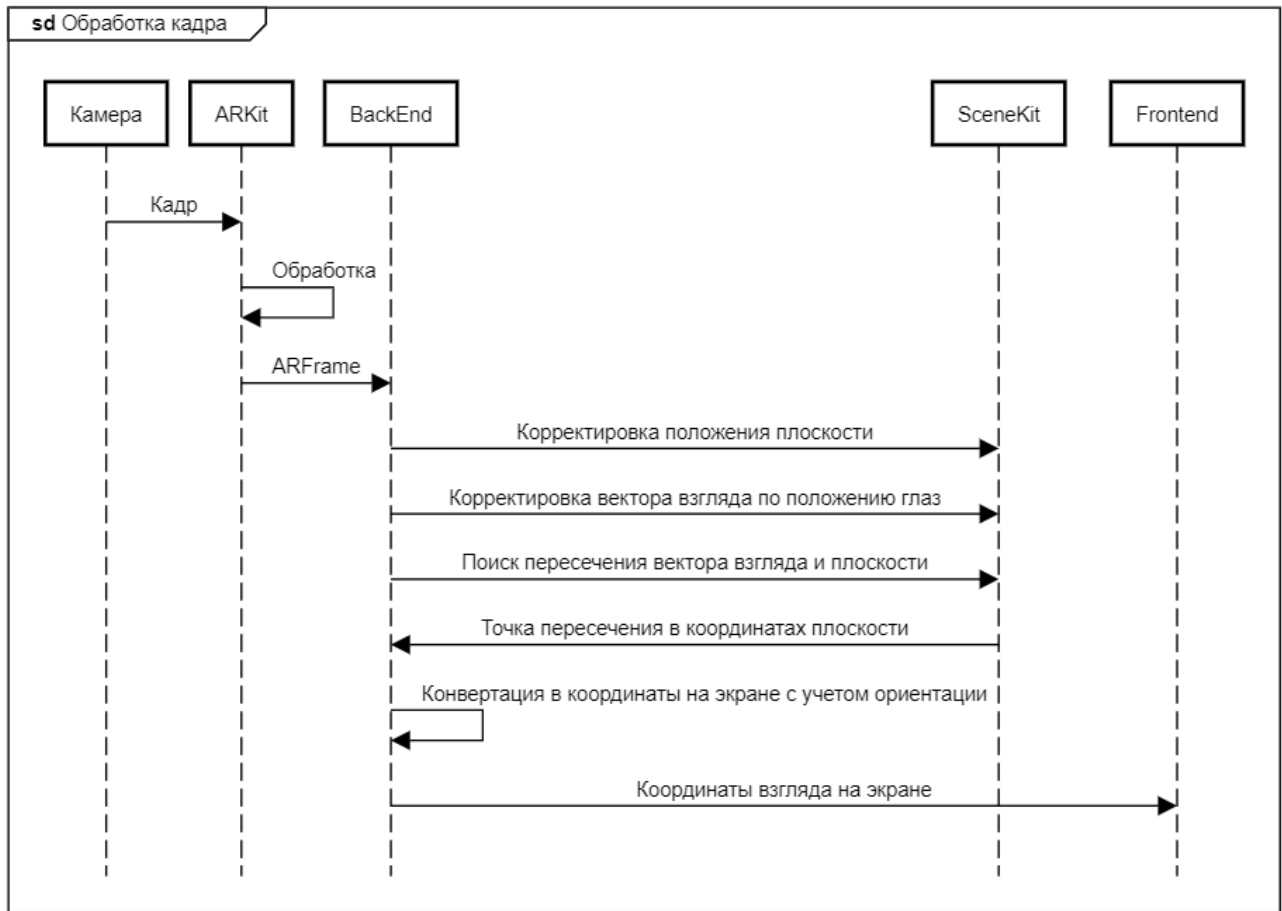 sd Обработка кадра
Камера
ARKit
BackEnd
SceneKit
Frontend
Кадр
Обработка
ARFrame
Корректировка положения плоскости
Корректировка вектора взгляда по положению глаз
Поиск пересечения вектора взгляда и плоскости
Точка пересечения в координатах плоскости
Конвертация в координаты на экране с учетом ориентации
Координаты взгляда на экране